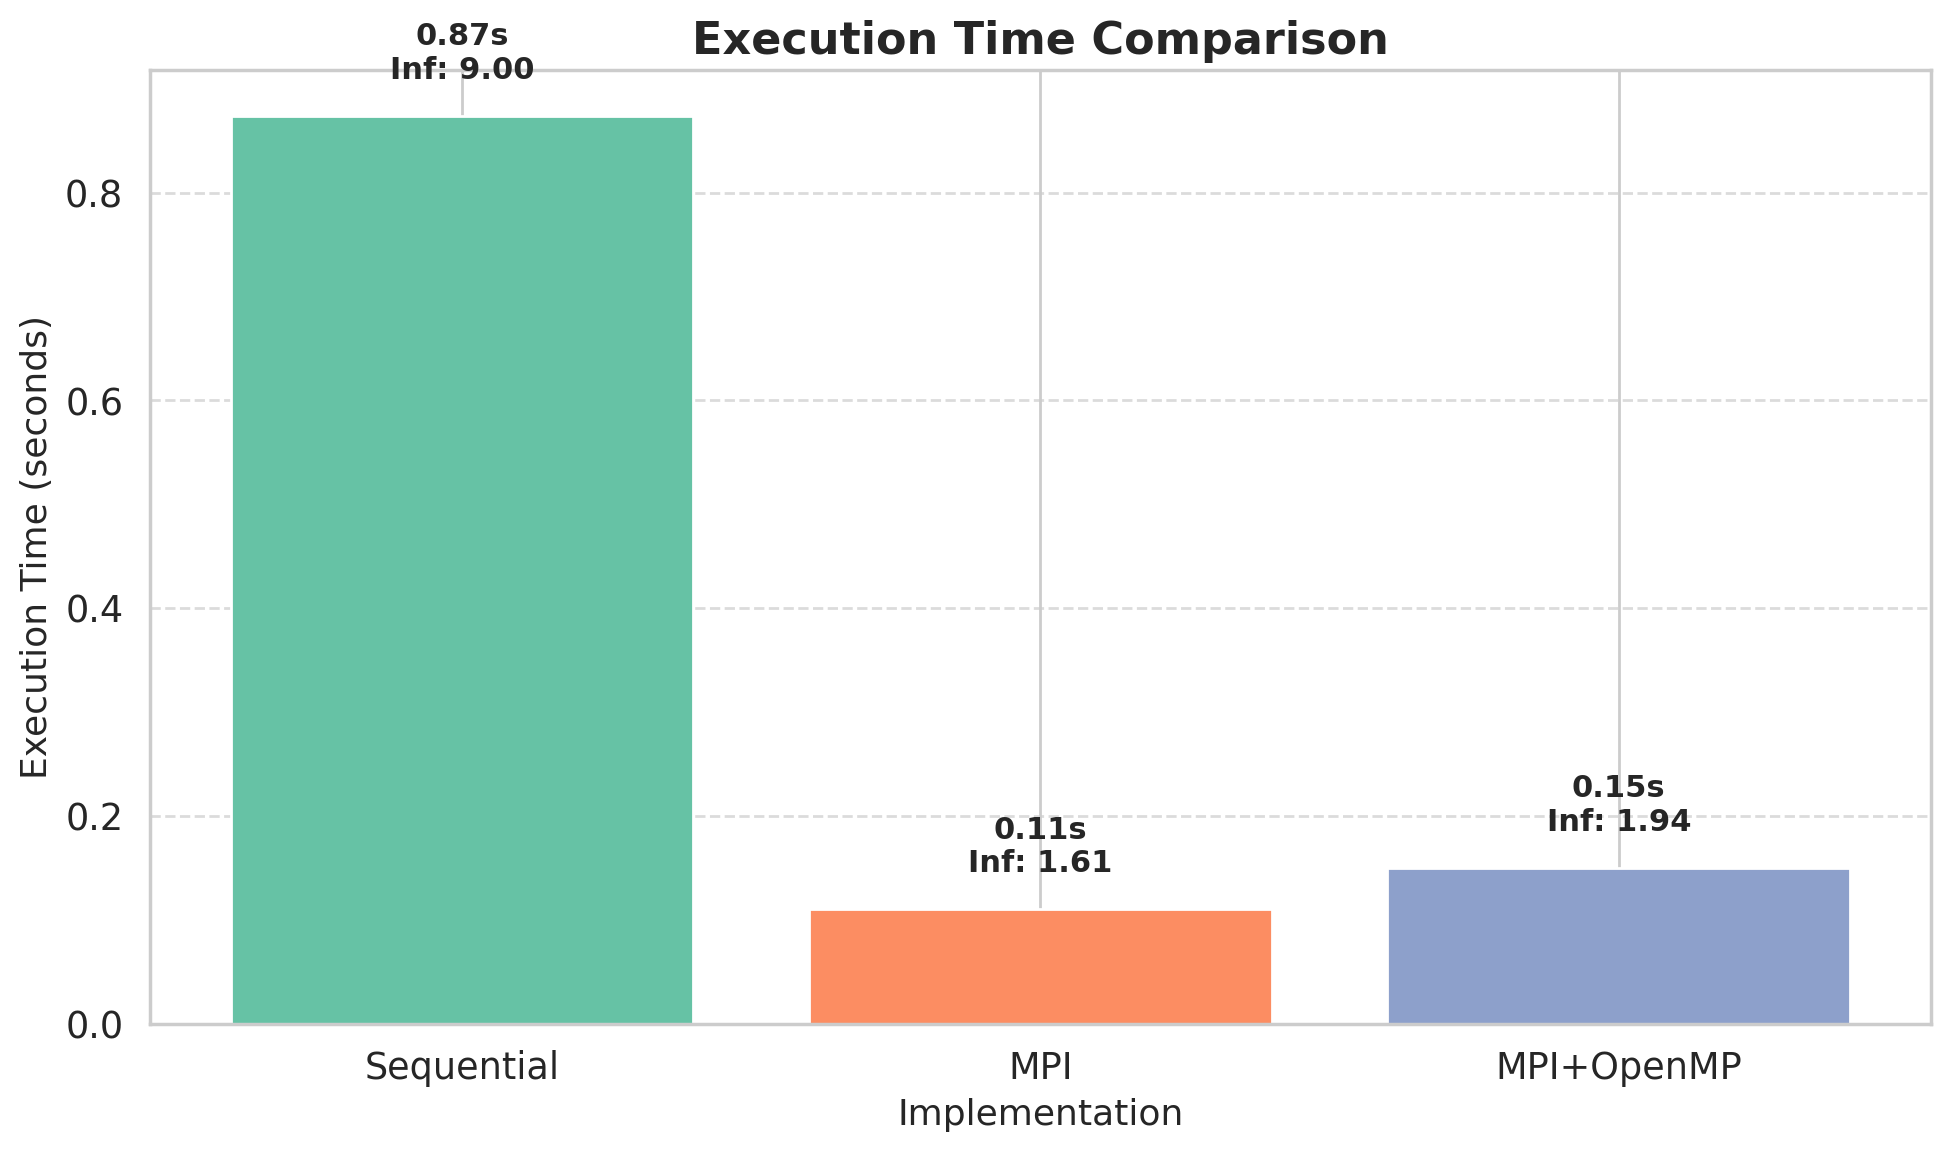 Execution Time Comparison
0.87s
Inf: 9.00
0.8
0.6
0.4
0.2
0.0
Execution Time (seconds)
0.11s
Inf: 1.61
0.15s
Inf: 1.94
Sequential
MPI
MPI+OpenMP
Implementation